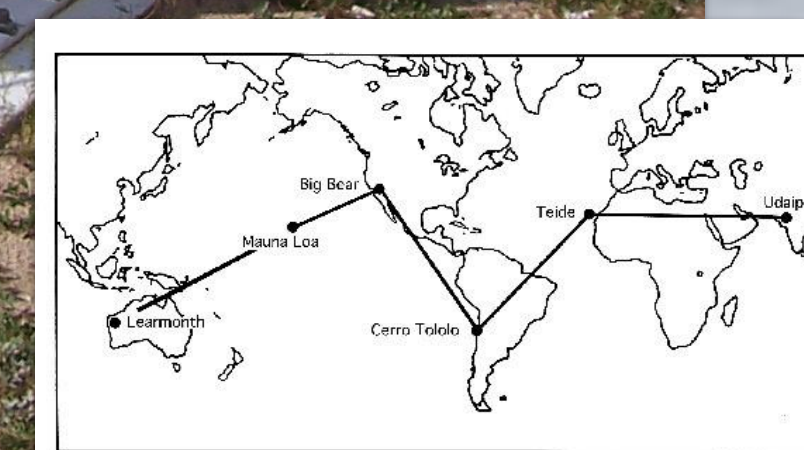 Big Bear
Teide
Udaip
Mauna Loa
Learmonth
Cerro Tololo